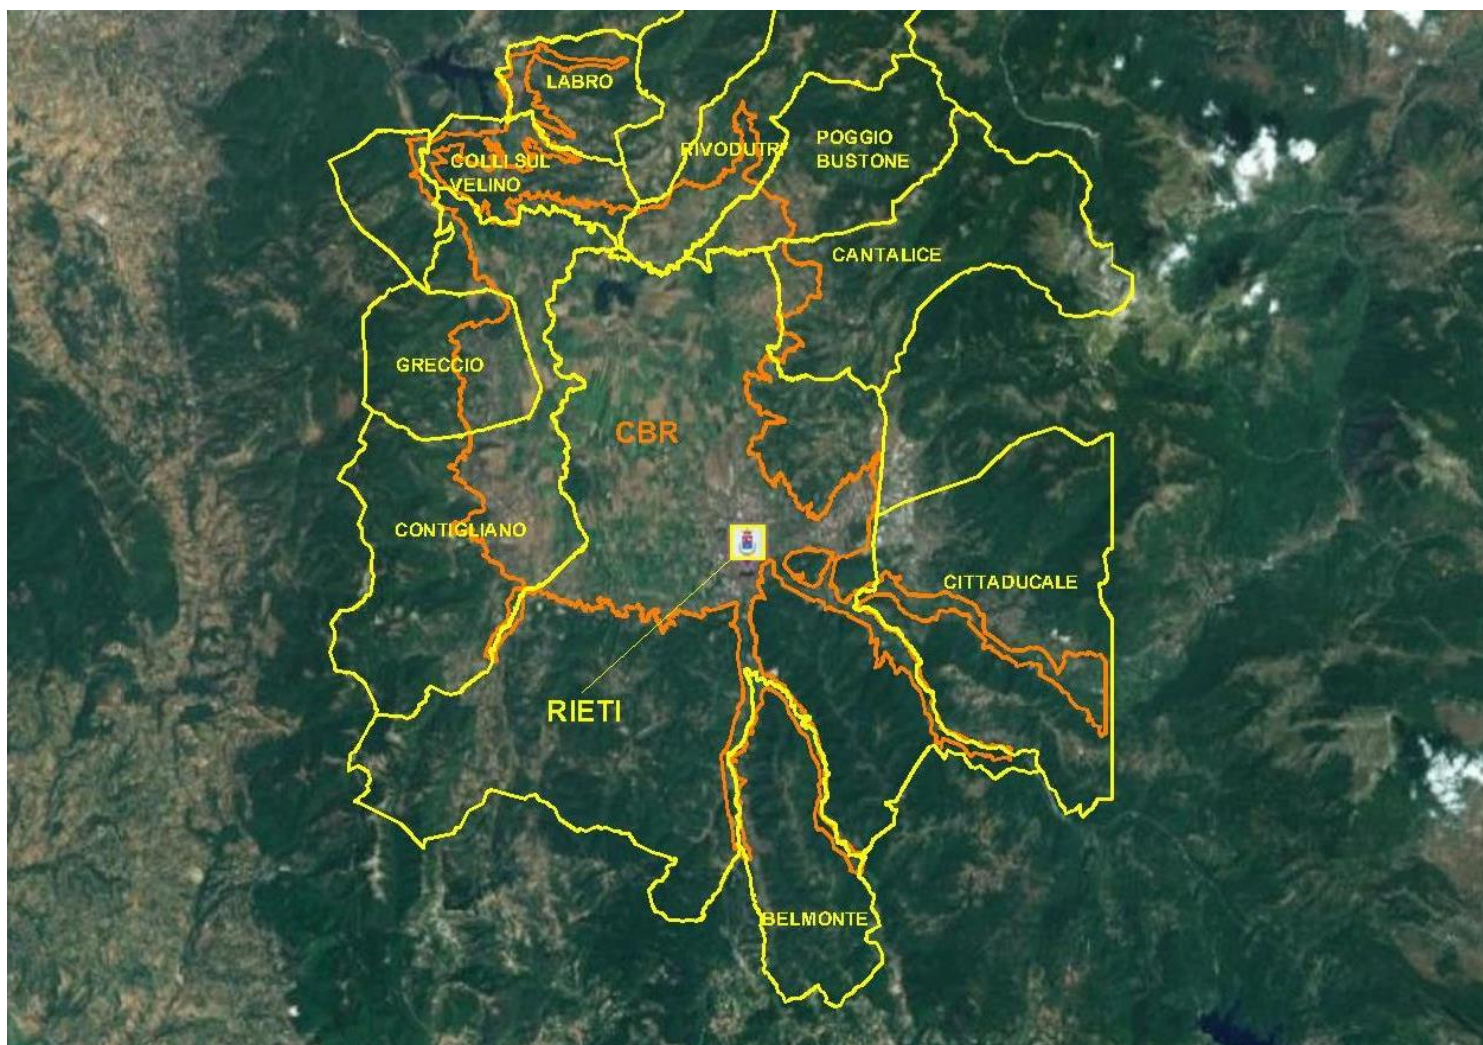 LABRO
RIVODUTRI
POGGIO
BUSTONE
COLLI SUL
VELINO
CANTALICE
GRECCIO
CBR
CONTIGLIANO
CITTADUCALE
RIETI
BELMONTE